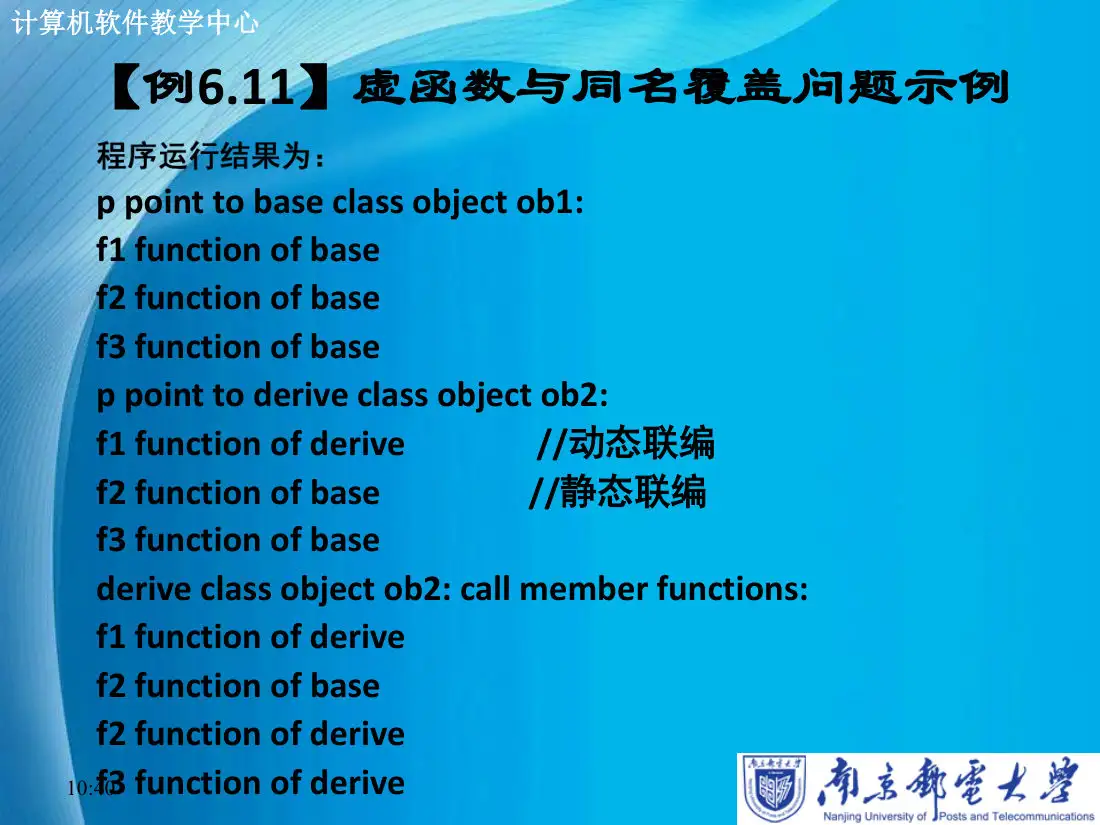 计算机软件教学中心
【例6.11】虚函数与同名覆盖问题示例
程序运行结果为：
p point to base class object ob1:
f1 function of base
f2 function of base
f3 function of base
p point to derive class object ob2:
f1 function of derive //动态联编
f2 function of base //静态联编
f3 function of base
derive class object ob2: call member functions:
f1 function of derive
f2 function of base
f2 function of derive
f3 function of derive
南京邮电大学
Nanjing University of Posts and Telecommunications